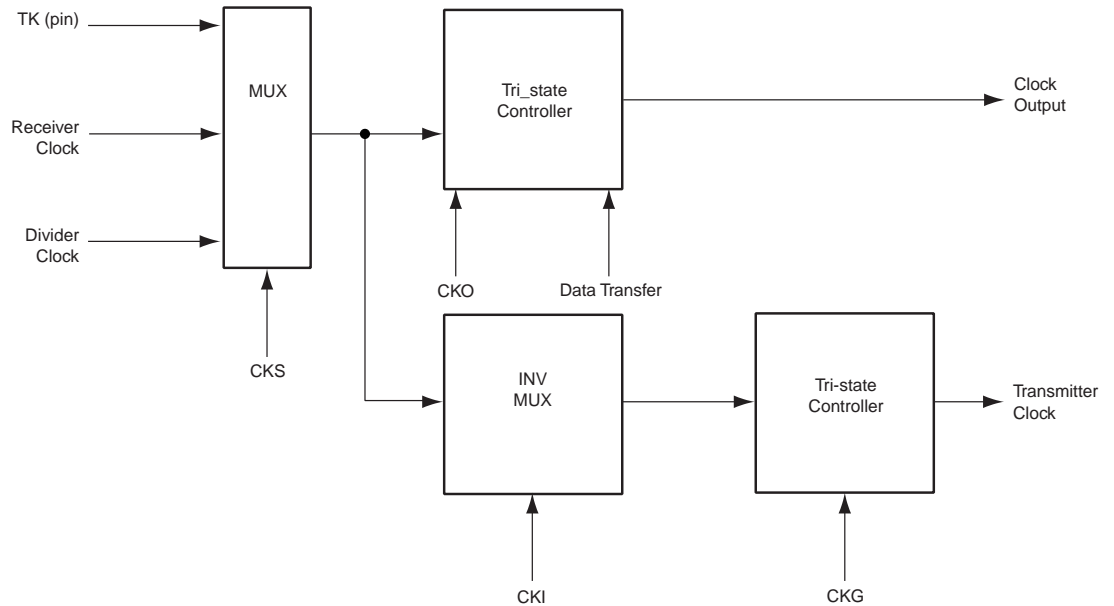 TK (pin)
MUX
Tri_state
Controller
Clock
Output
Receiver
Clock
Divider
Clock
CKO
Data Transfer
CKS
INV
MUX
Tri-state
Controller
Transmitter
Clock
CKI
CKG